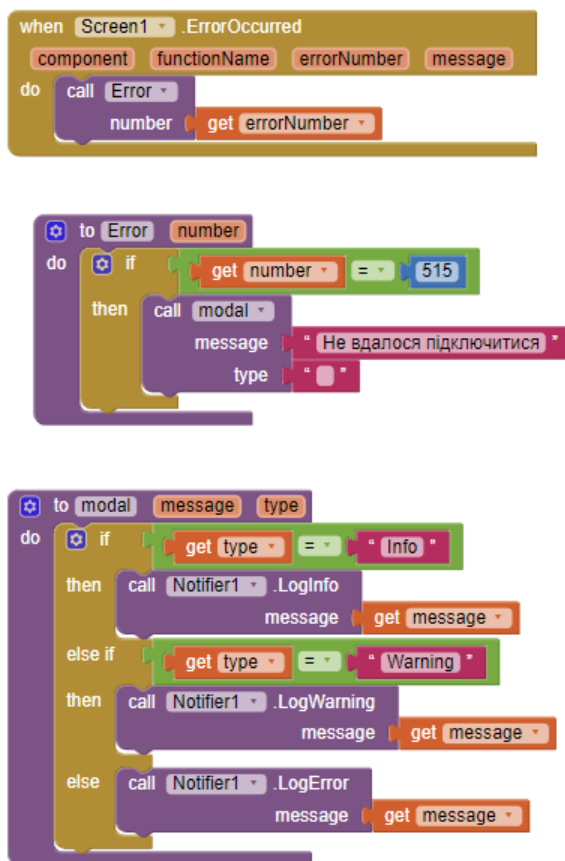 when Screen1 .ErrorOccurred
component functionName errorNumber message
do call Error
number get errorNumber
to Error number
do if get number = 515
then call modal
message " Не вдалося підключитися "
type " "
to modal message type
do if get type = " Info "
then call Notifier1 .LogInfo
message get message
else if get type = " Warning "
then call Notifier1 .LogWarning
message get message
else call Notifier1 .LogError
message get message